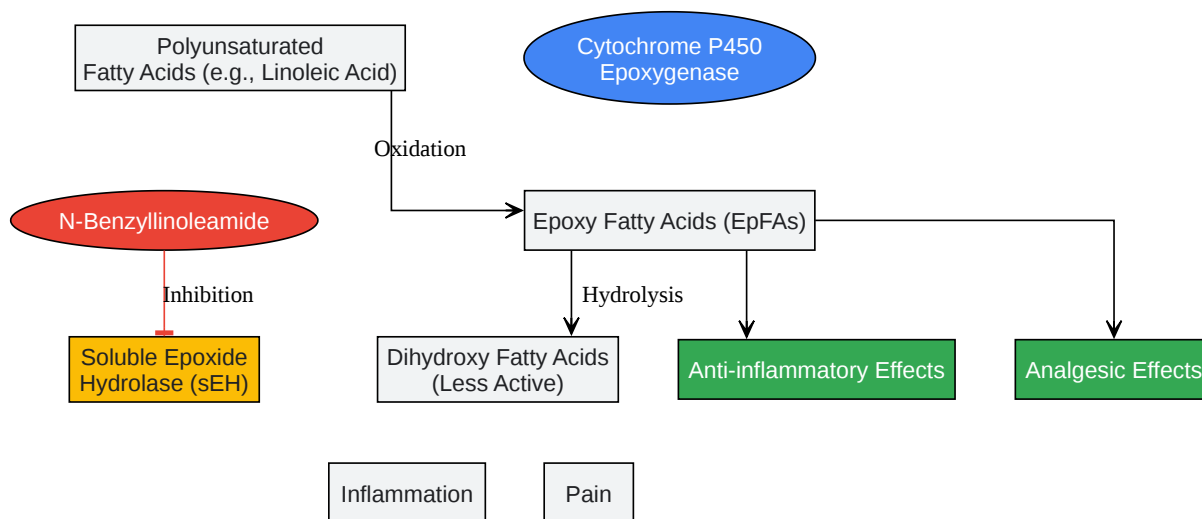 Polyunsaturated
Fatty Acids (e.g., Linoleic Acid)
Cytochrome P450
Epoxygenase
Oxidation
N-Benzyllinoleamide
Epoxy Fatty Acids (EpFAs)
Inhibition
Hydrolysis
Soluble Epoxide
Hydrolase (sEH)
Dihydroxy Fatty Acids
(Less Active)
Anti-inflammatory Effects
Analgesic Effects
Inflammation
Pain